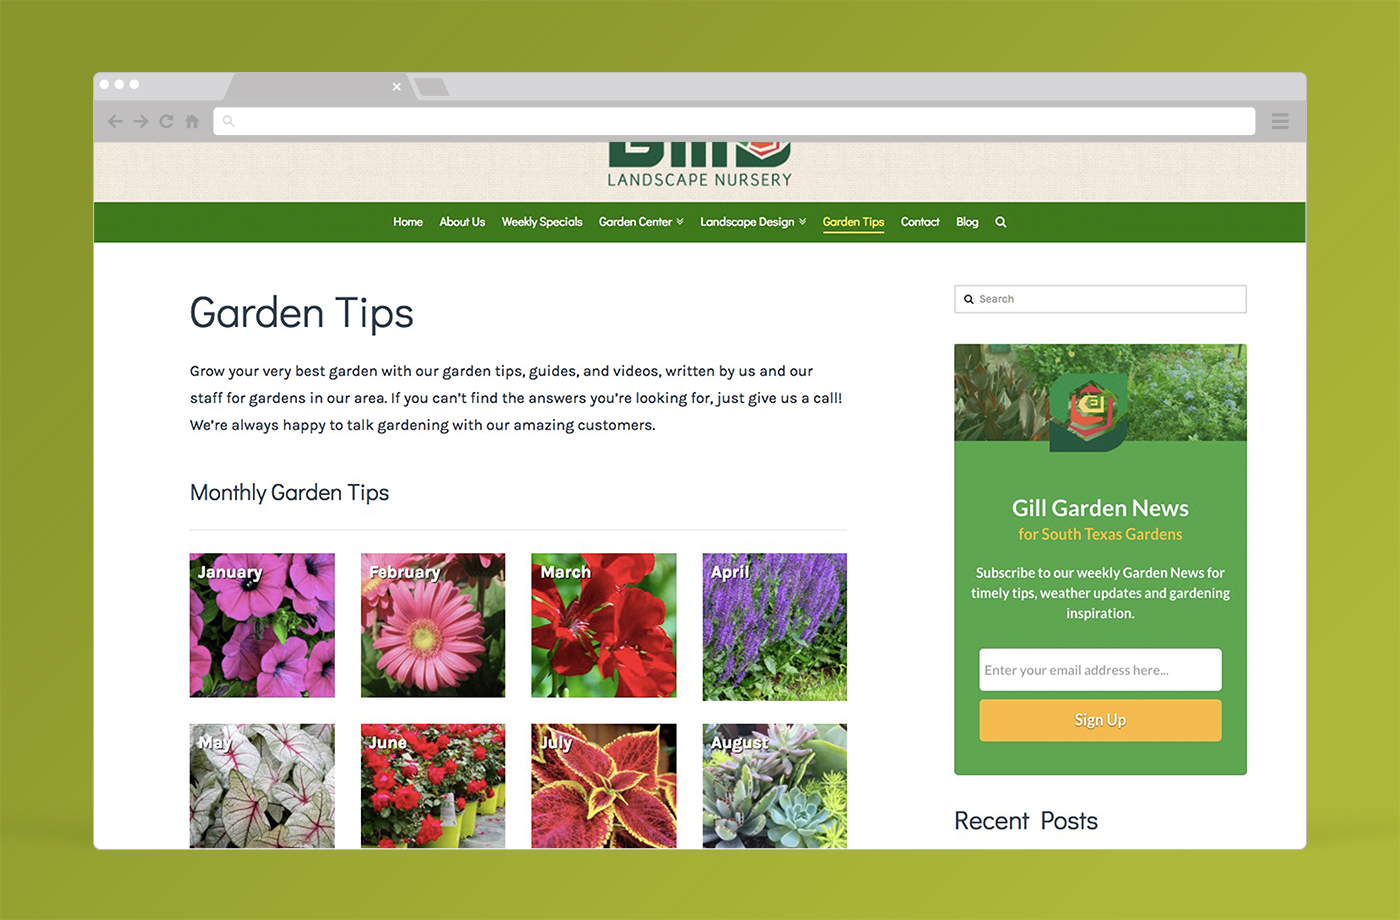 Gill's
LANDSCAPE NURSERY
Home About Us Weekly Specials Garden Center Landscape Design Garden Tips Contact Blog
Garden Tips
Grow your very best garden with our garden tips, guides, and videos, written by us and our
staff for gardens in our area. If you can't find the answers you're looking for, just give us a call!
We're always happy to talk gardening with our amazing customers.
Monthly Garden Tips
January February March April
May June July August
Search
Gill Garden News
for South Texas Gardens
Subscribe to our weekly Garden News for
timely tips, weather updates and gardening
inspiration.
Enter your email address here...
Sign Up
Recent Posts